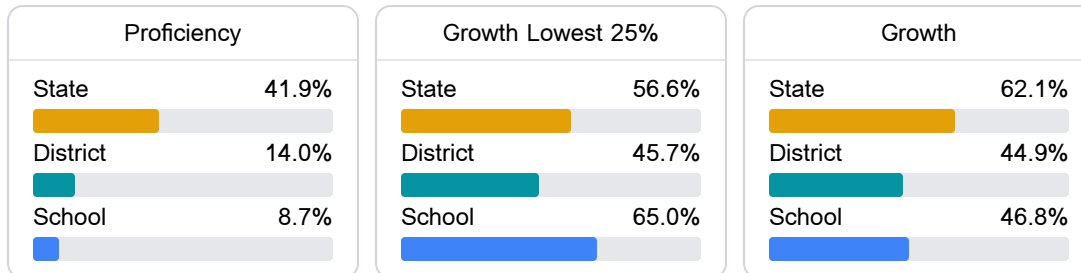 Proficiency
State 41.9%
District 14.0%
School 8.7%
Growth Lowest 25%
State 56.6%
District 45.7%
School 65.0%
Growth
State 62.1%
District 44.9%
School 46.8%